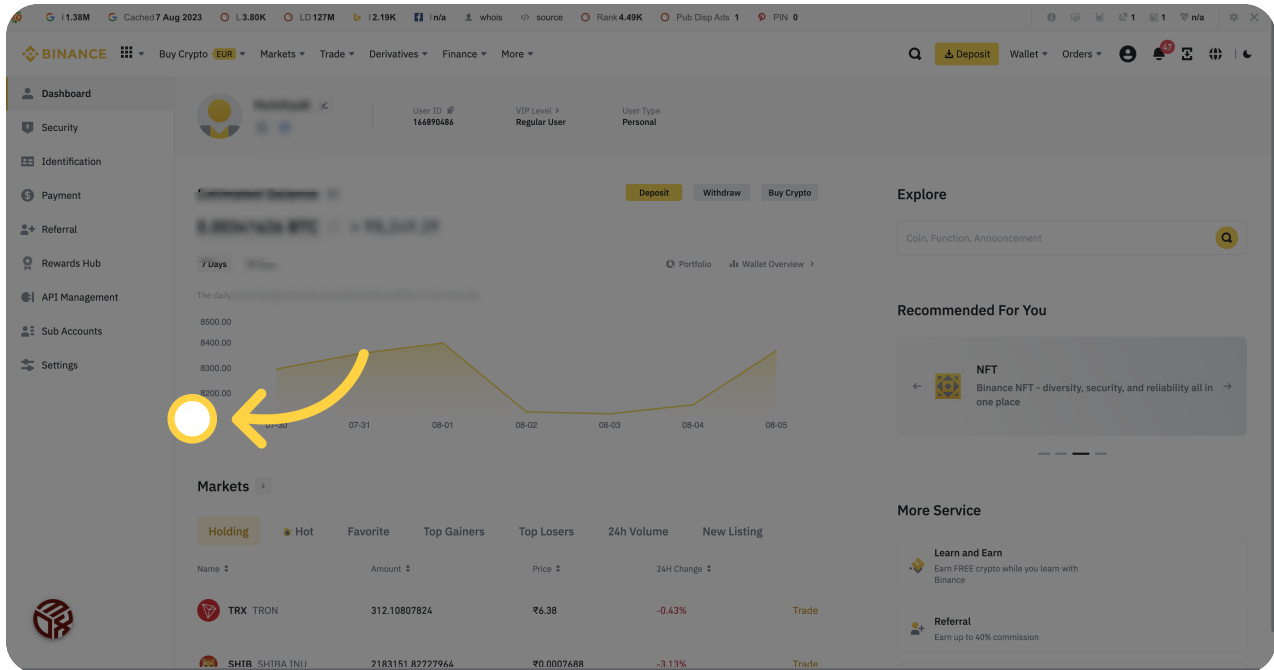 I 1.38M Cached 7 Aug 2023 L 3.80K LD 127M I 2.19K I n/a whois source Rank 4.49K Pub Disp Ads 1 PIN 0 1 1 n/a
BINANCE Buy Crypto EUR Markets Trade Derivatives Finance More Deposit Wallet Orders 47
Dashboard
Security
Identification
Payment
Referral
Rewards Hub
API Management
Sub Accounts
Settings
User ID VIP Level User Type
166890486 Regular User Personal
Deposit Withdraw Buy Crypto
7 Days Portfolio Wallet Overview
The daily
8500.00
8400.00
8300.00
8200.00
07-30 07-31 08-01 08-02 08-03 08-04 08-05
Markets
Holding Hot Favorite Top Gainers Top Losers 24h Volume New Listing
Name Amount Price 24H Change
TRX TRON 312.10807824 ₹6.38 -0.43% Trade
SHIB SHIBA INU 2183151.82727964 ₹0.0007688 -3.13% Trade
Explore
Coin, Function, Announcement
Recommended For You
NFT
Binance NFT - diversity, security, and reliability all in
one place
More Service
Learn and Earn
Earn FREE crypto while you learn with
Binance
Referral
Earn up to 40% commission